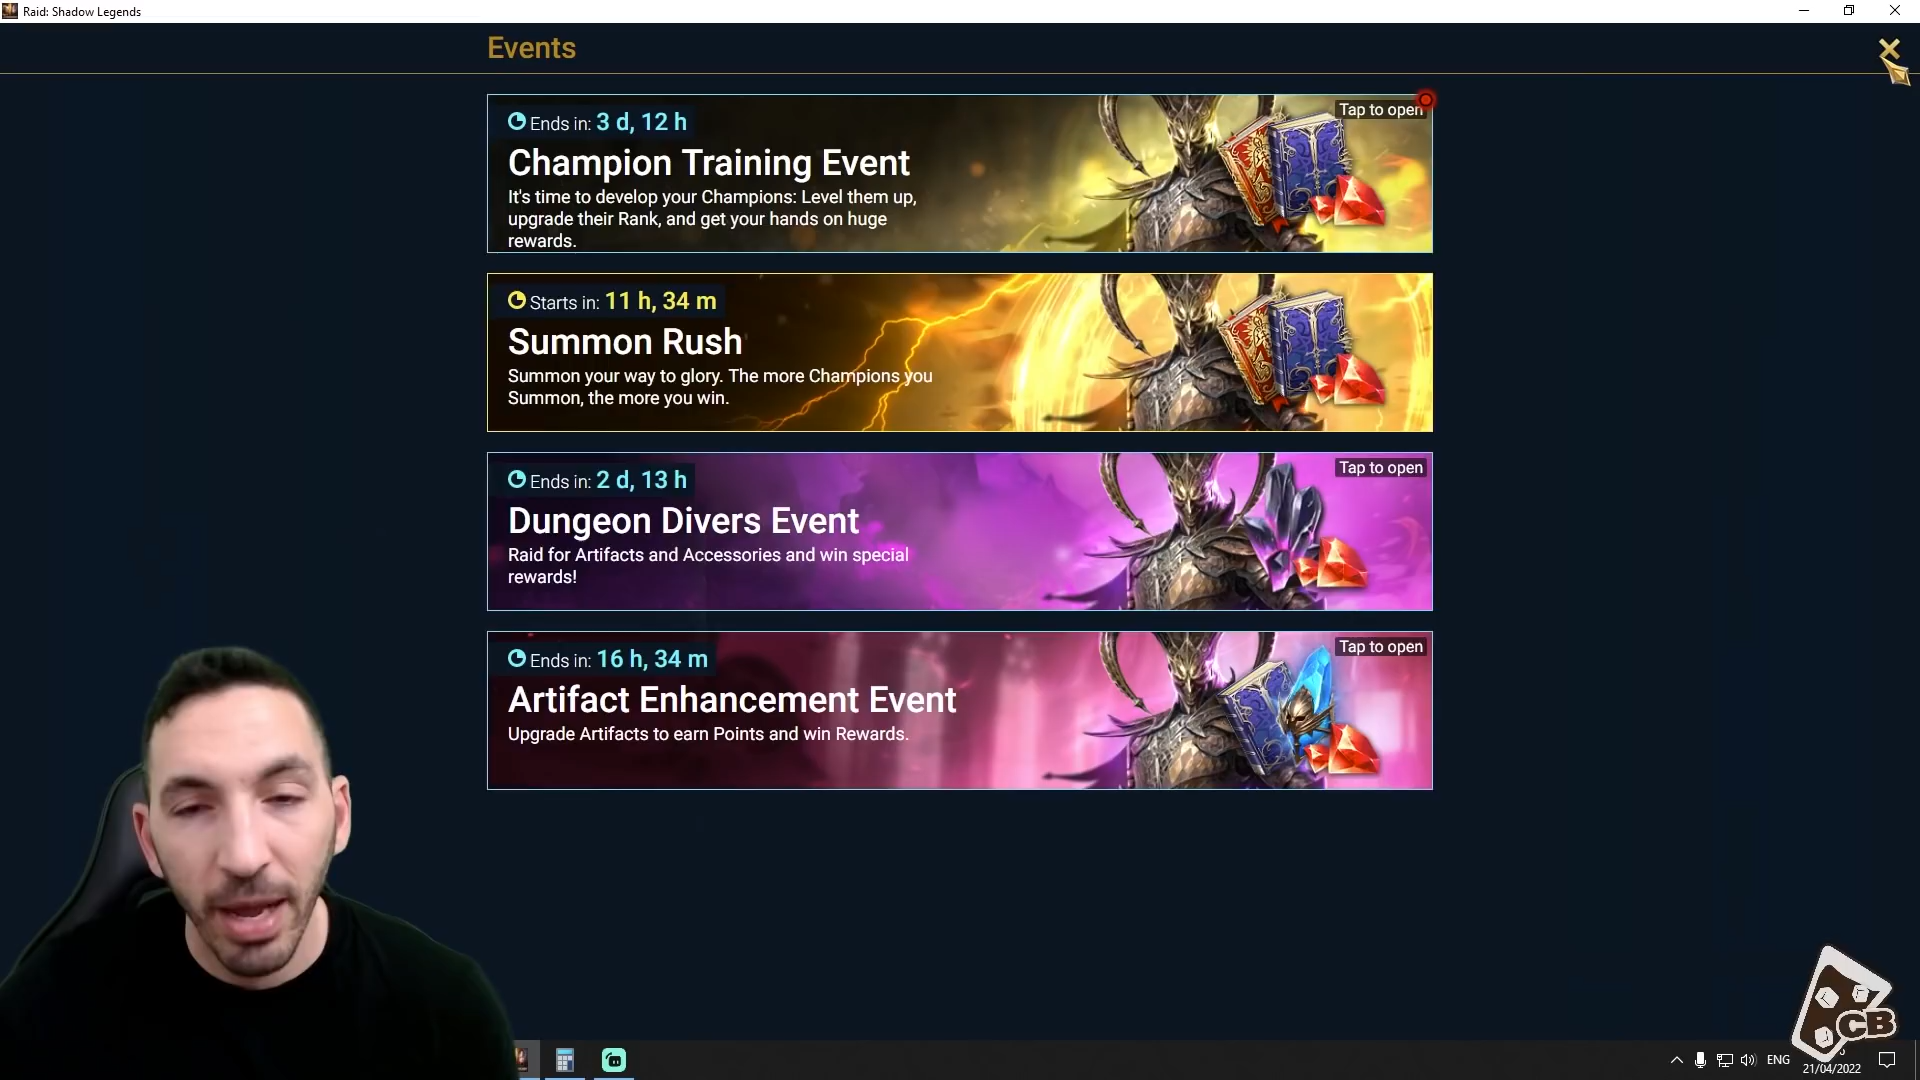 Raid: Shadow Legends
Events
Ends in: 3 d, 12 h
Tap to open
Champion Training Event
It's time to develop your Champions: Level them up,
upgrade their Rank, and get your hands on huge
rewards.
Starts in: 11 h, 34 m
Summon Rush
Summon your way to glory. The more Champions you
Summon, the more you win.
Ends in: 2 d, 13 h
Tap to open
Dungeon Divers Event
Raid for Artifacts and Accessories and win special
rewards!
Ends in: 16 h, 34 m
Tap to open
Artifact Enhancement Event
Upgrade Artifacts to earn Points and win Rewards.
CB
ENG
21/04/2022